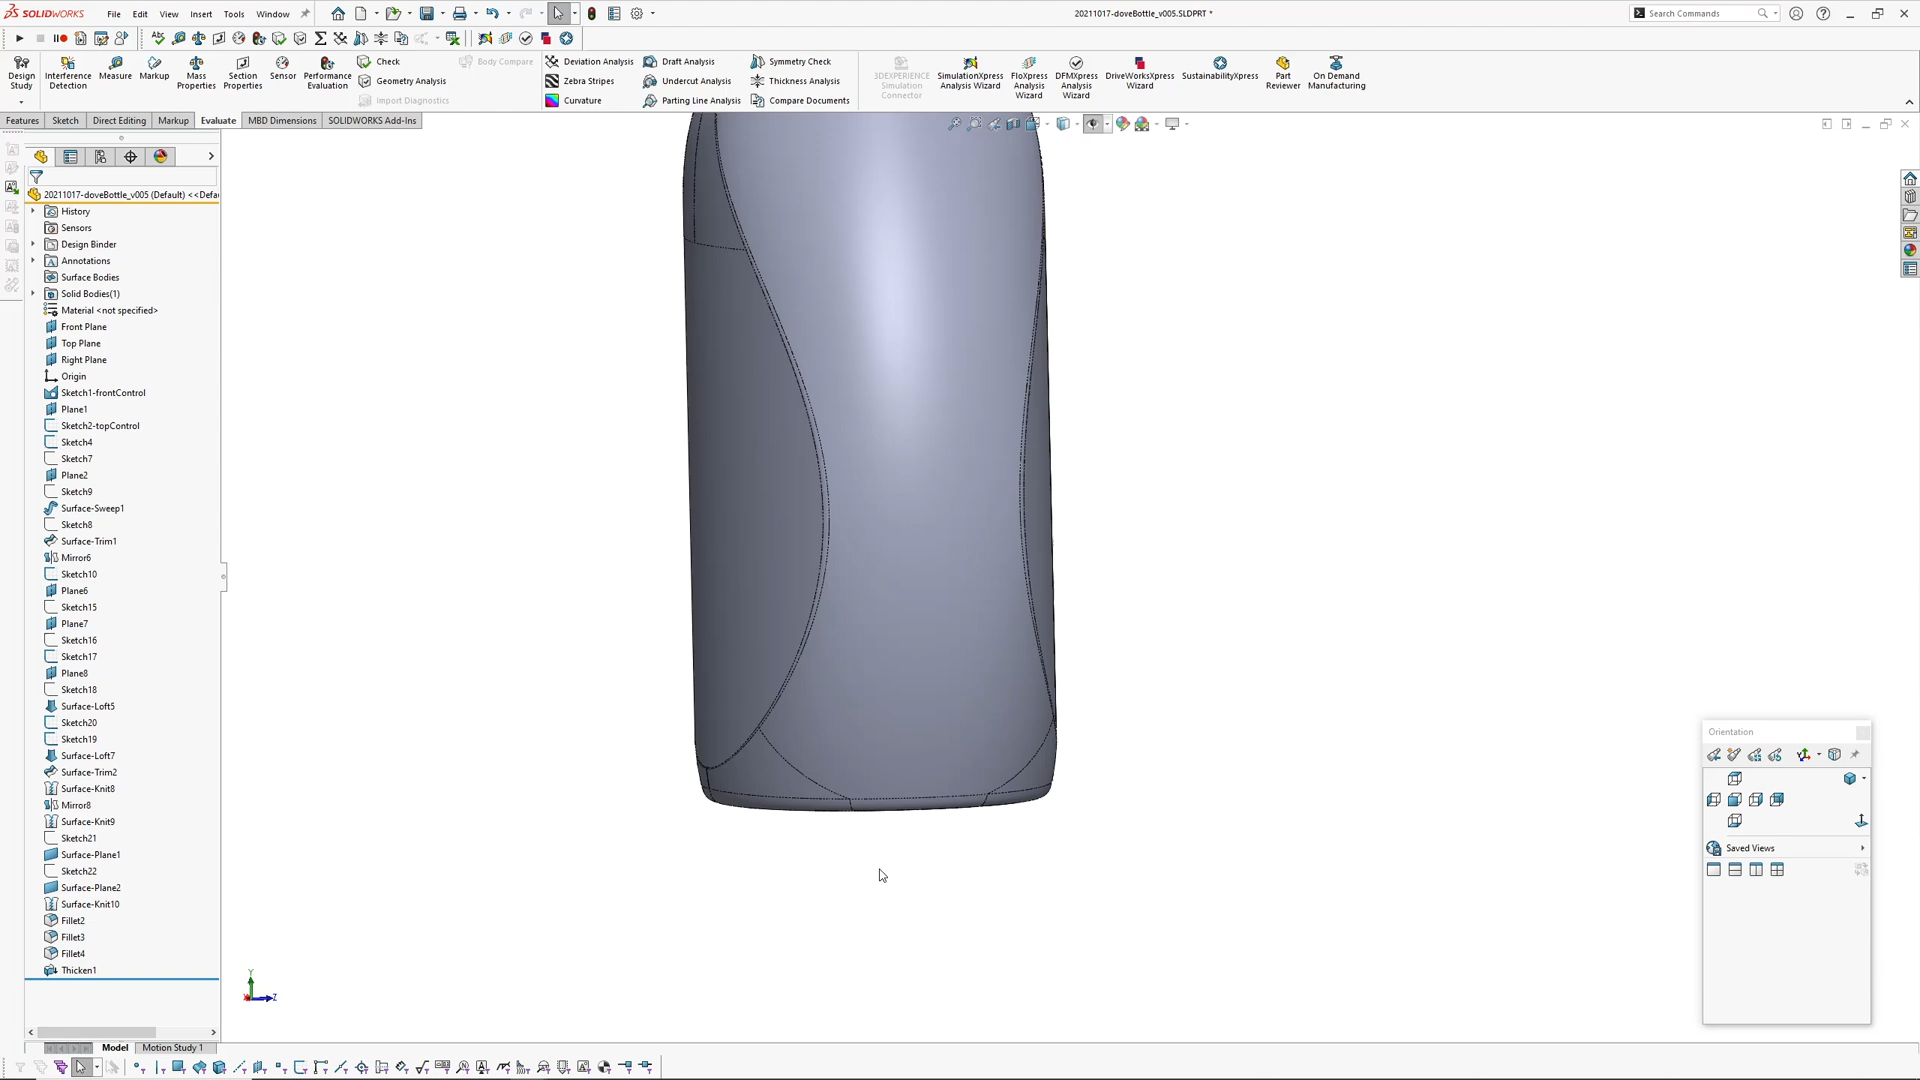 SOLIDWORKS File Edit View Insert Tools Window 20211017-doveBottle_v005.SLDPRT * Search Commands
Design Study
Interference Detection
Measure
Markup
Mass Properties
Section Properties
Sensor
Performance Evaluation
Check
Geometry Analysis
Import Diagnostics
Body Compare
Deviation Analysis
Zebra Stripes
Curvature
Draft Analysis
Undercut Analysis
Parting Line Analysis
Symmetry Check
Thickness Analysis
Compare Documents
3DEXPERIENCE Simulation Connector
SimulationXpress Analysis Wizard
FloXpress Analysis Wizard
DFMXpress Analysis Wizard
DriveWorksXpress Wizard
SustainabilityXpress
Part Reviewer
On Demand Manufacturing
Features Sketch Direct Editing Markup Evaluate MBD Dimensions SOLIDWORKS Add-Ins
20211017-doveBottle_v005 (Default) <<Defau
History
Sensors
Design Binder
Annotations
Surface Bodies
Solid Bodies(1)
Material <not specified>
Front Plane
Top Plane
Right Plane
Origin
Sketch1-frontControl
Plane1
Sketch2-topControl
Sketch4
Sketch7
Plane2
Sketch9
Surface-Sweep1
Sketch8
Surface-Trim1
Mirror6
Sketch10
Plane6
Sketch15
Plane7
Sketch16
Sketch17
Plane8
Sketch18
Surface-Loft5
Sketch20
Sketch19
Surface-Loft7
Surface-Trim2
Surface-Knit8
Mirror8
Surface-Knit9
Sketch21
Surface-Plane1
Sketch22
Surface-Plane2
Surface-Knit10
Fillet2
Fillet3
Fillet4
Thicken1
Y
X Z
Orientation
Saved Views
Model Motion Study 1